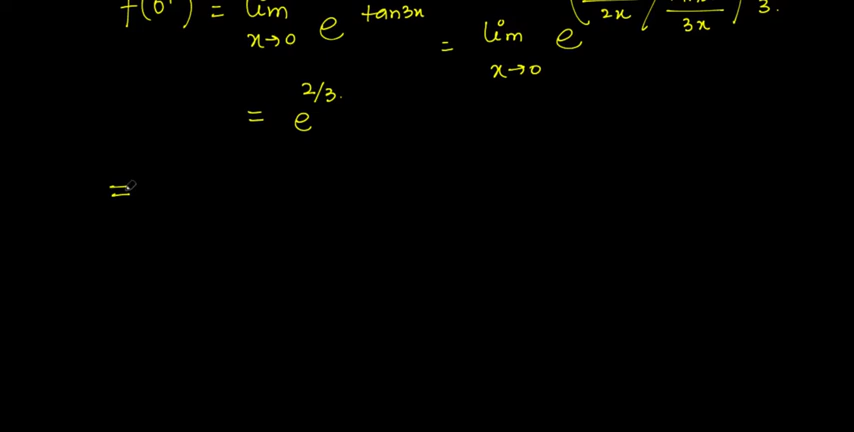 f(0⁺) = lim x→0 e^tan3x = lim x→0 e^( /2x / /3x) 3.
= e^2/3.
=